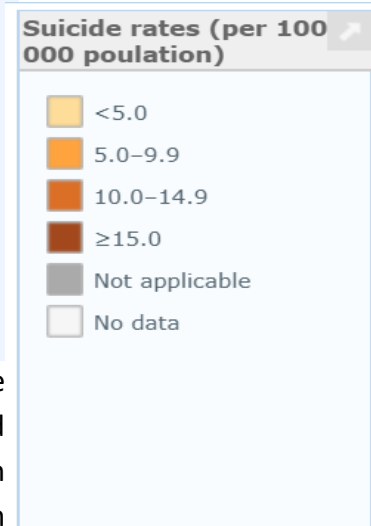 Suicide rates (per 100
000 poulation)
<5.0
5.0–9.9
10.0–14.9
≥15.0
Not applicable
No data
e
d
n
n